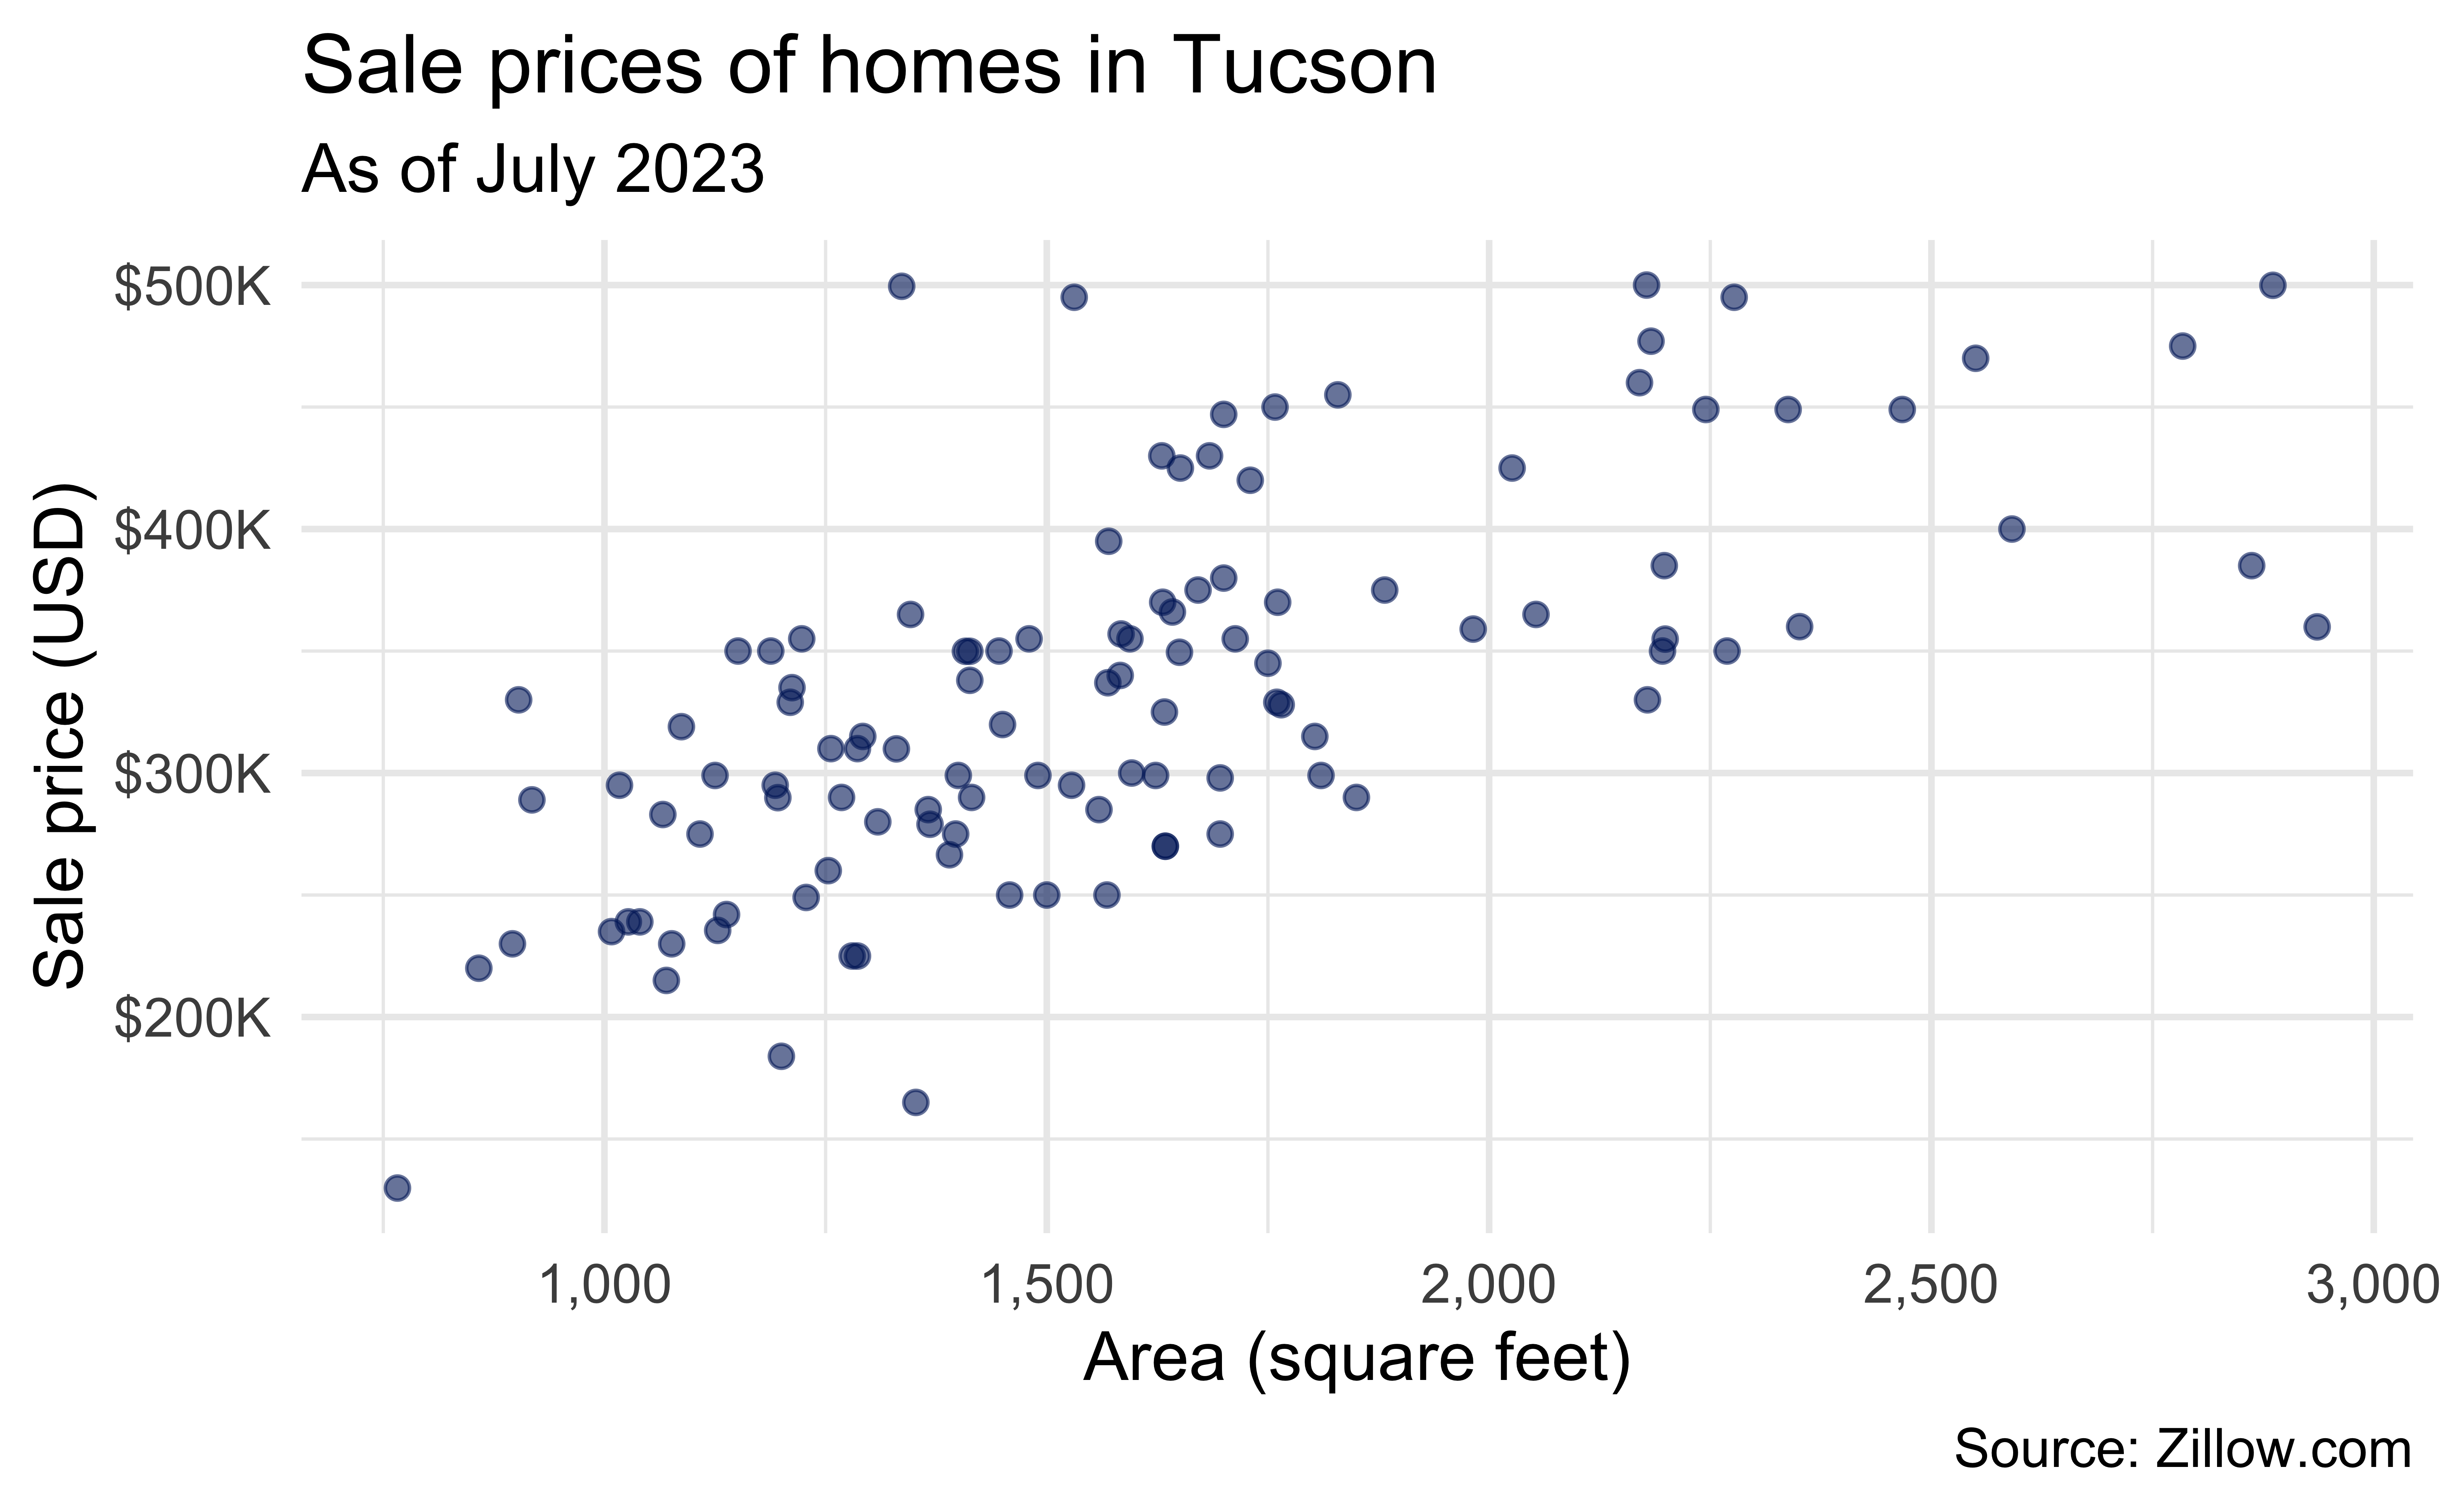 Sale prices of homes in Tucson
As of July 2023
Sale price (USD)
$500K
$400K
$300K
$200K
1,000 1,500 2,000 2,500 3,000
Area (square feet)
Source: Zillow.com